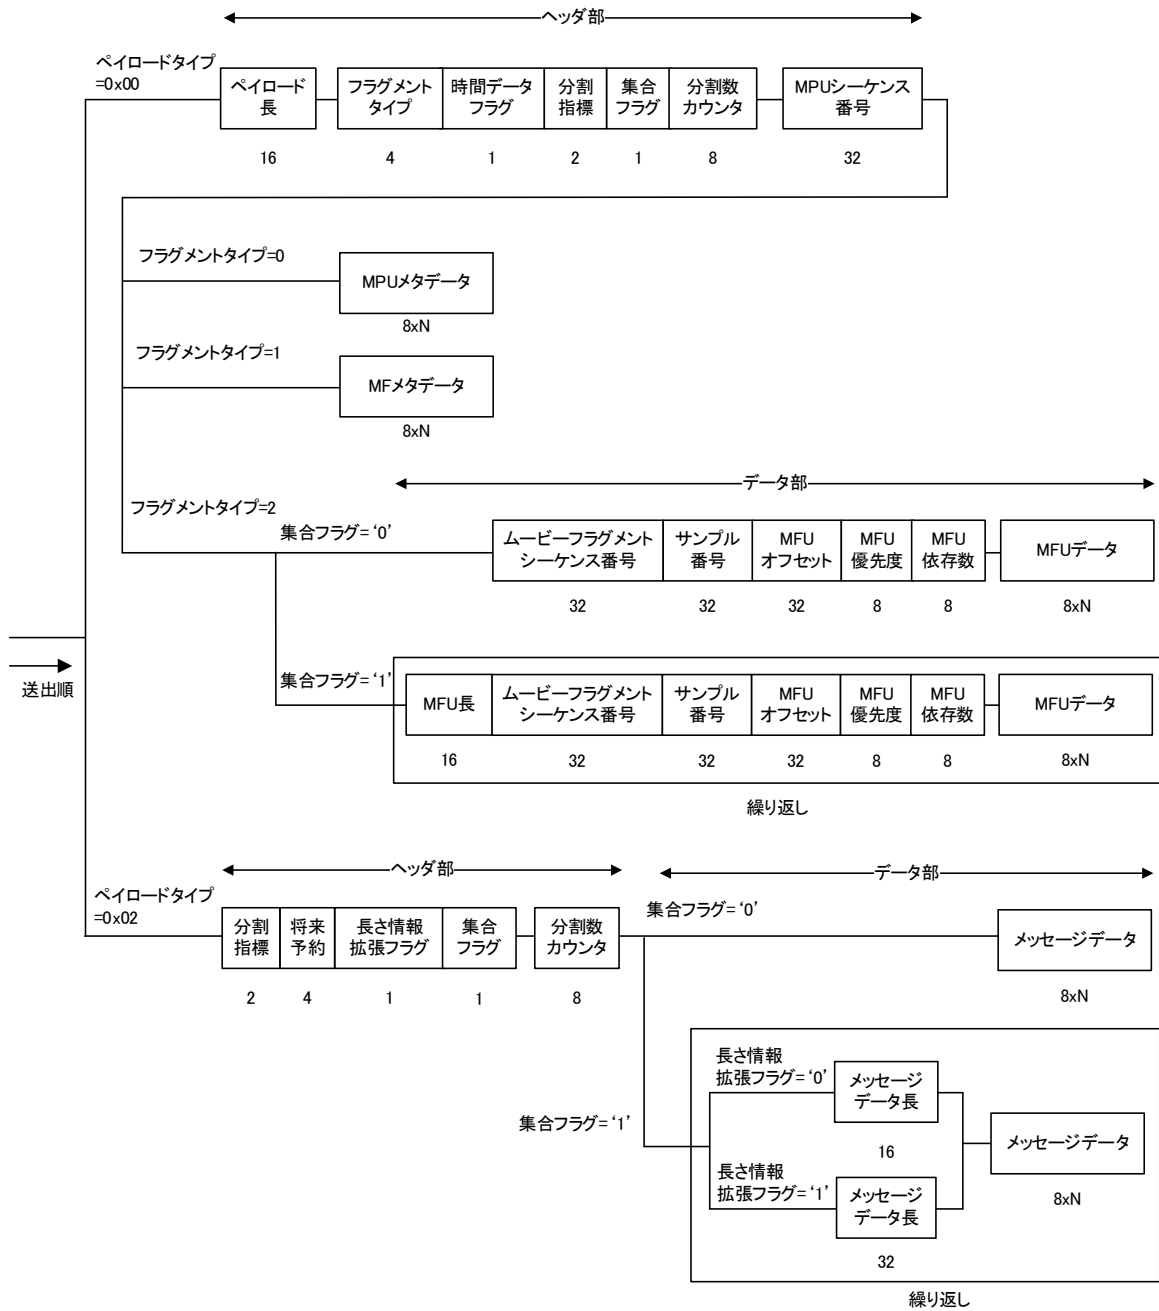 ヘッダ部
ペイロードタイプ
=0x00
ペイロード
長
フラグメント
タイプ
時間データ
フラグ
分割
指標
集合
フラグ
分割数
カウンタ
MPUシーケンス
番号
16
4
1
2
1
8
32
フラグメントタイプ=0
MPUメタデータ
8xN
フラグメントタイプ=1
MFメタデータ
8xN
データ部
フラグメントタイプ=2
集合フラグ=‘0’
ムービーフラグメント
シーケンス番号
サンプル
番号
MFU
オフセット
MFU
優先度
MFU
依存数
MFUデータ
32
32
32
8
8
8xN
送出順
集合フラグ=‘1’
MFU長
ムービーフラグメント
シーケンス番号
サンプル
番号
MFU
オフセット
MFU
優先度
MFU
依存数
MFUデータ
16
32
32
32
8
8
8xN
繰り返し
ヘッダ部
データ部
ペイロードタイプ
=0x02
分割
指標
将来
予約
長さ情報
拡張フラグ
集合
フラグ
分割数
カウンタ
2
4
1
1
8
集合フラグ=‘0’
メッセージデータ
8xN
集合フラグ=‘1’
長さ情報
拡張フラグ=‘0’
メッセージ
データ長
16
長さ情報
拡張フラグ=‘1’
メッセージ
データ長
32
メッセージデータ
8xN
繰り返し